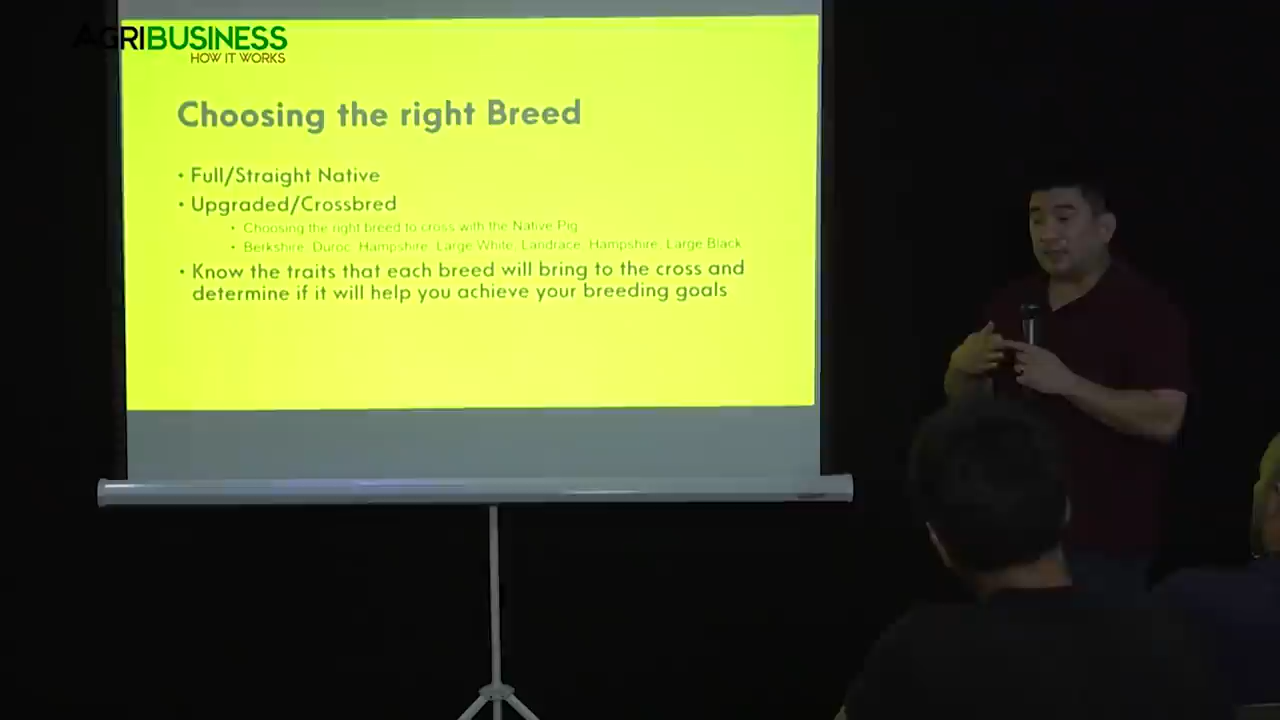 AGRIBUSINESS
HOW IT WORKS
Choosing the right Breed
• Full/Straight Native
• Upgraded/Crossbred
• Choosing the right breed to cross with the Native Pig
• Berkshire, Duroc, Hampshire, Large White, Landrace, Hampshire, Large Black
• Know the traits that each breed will bring to the cross and
determine if it will help you achieve your breeding goals